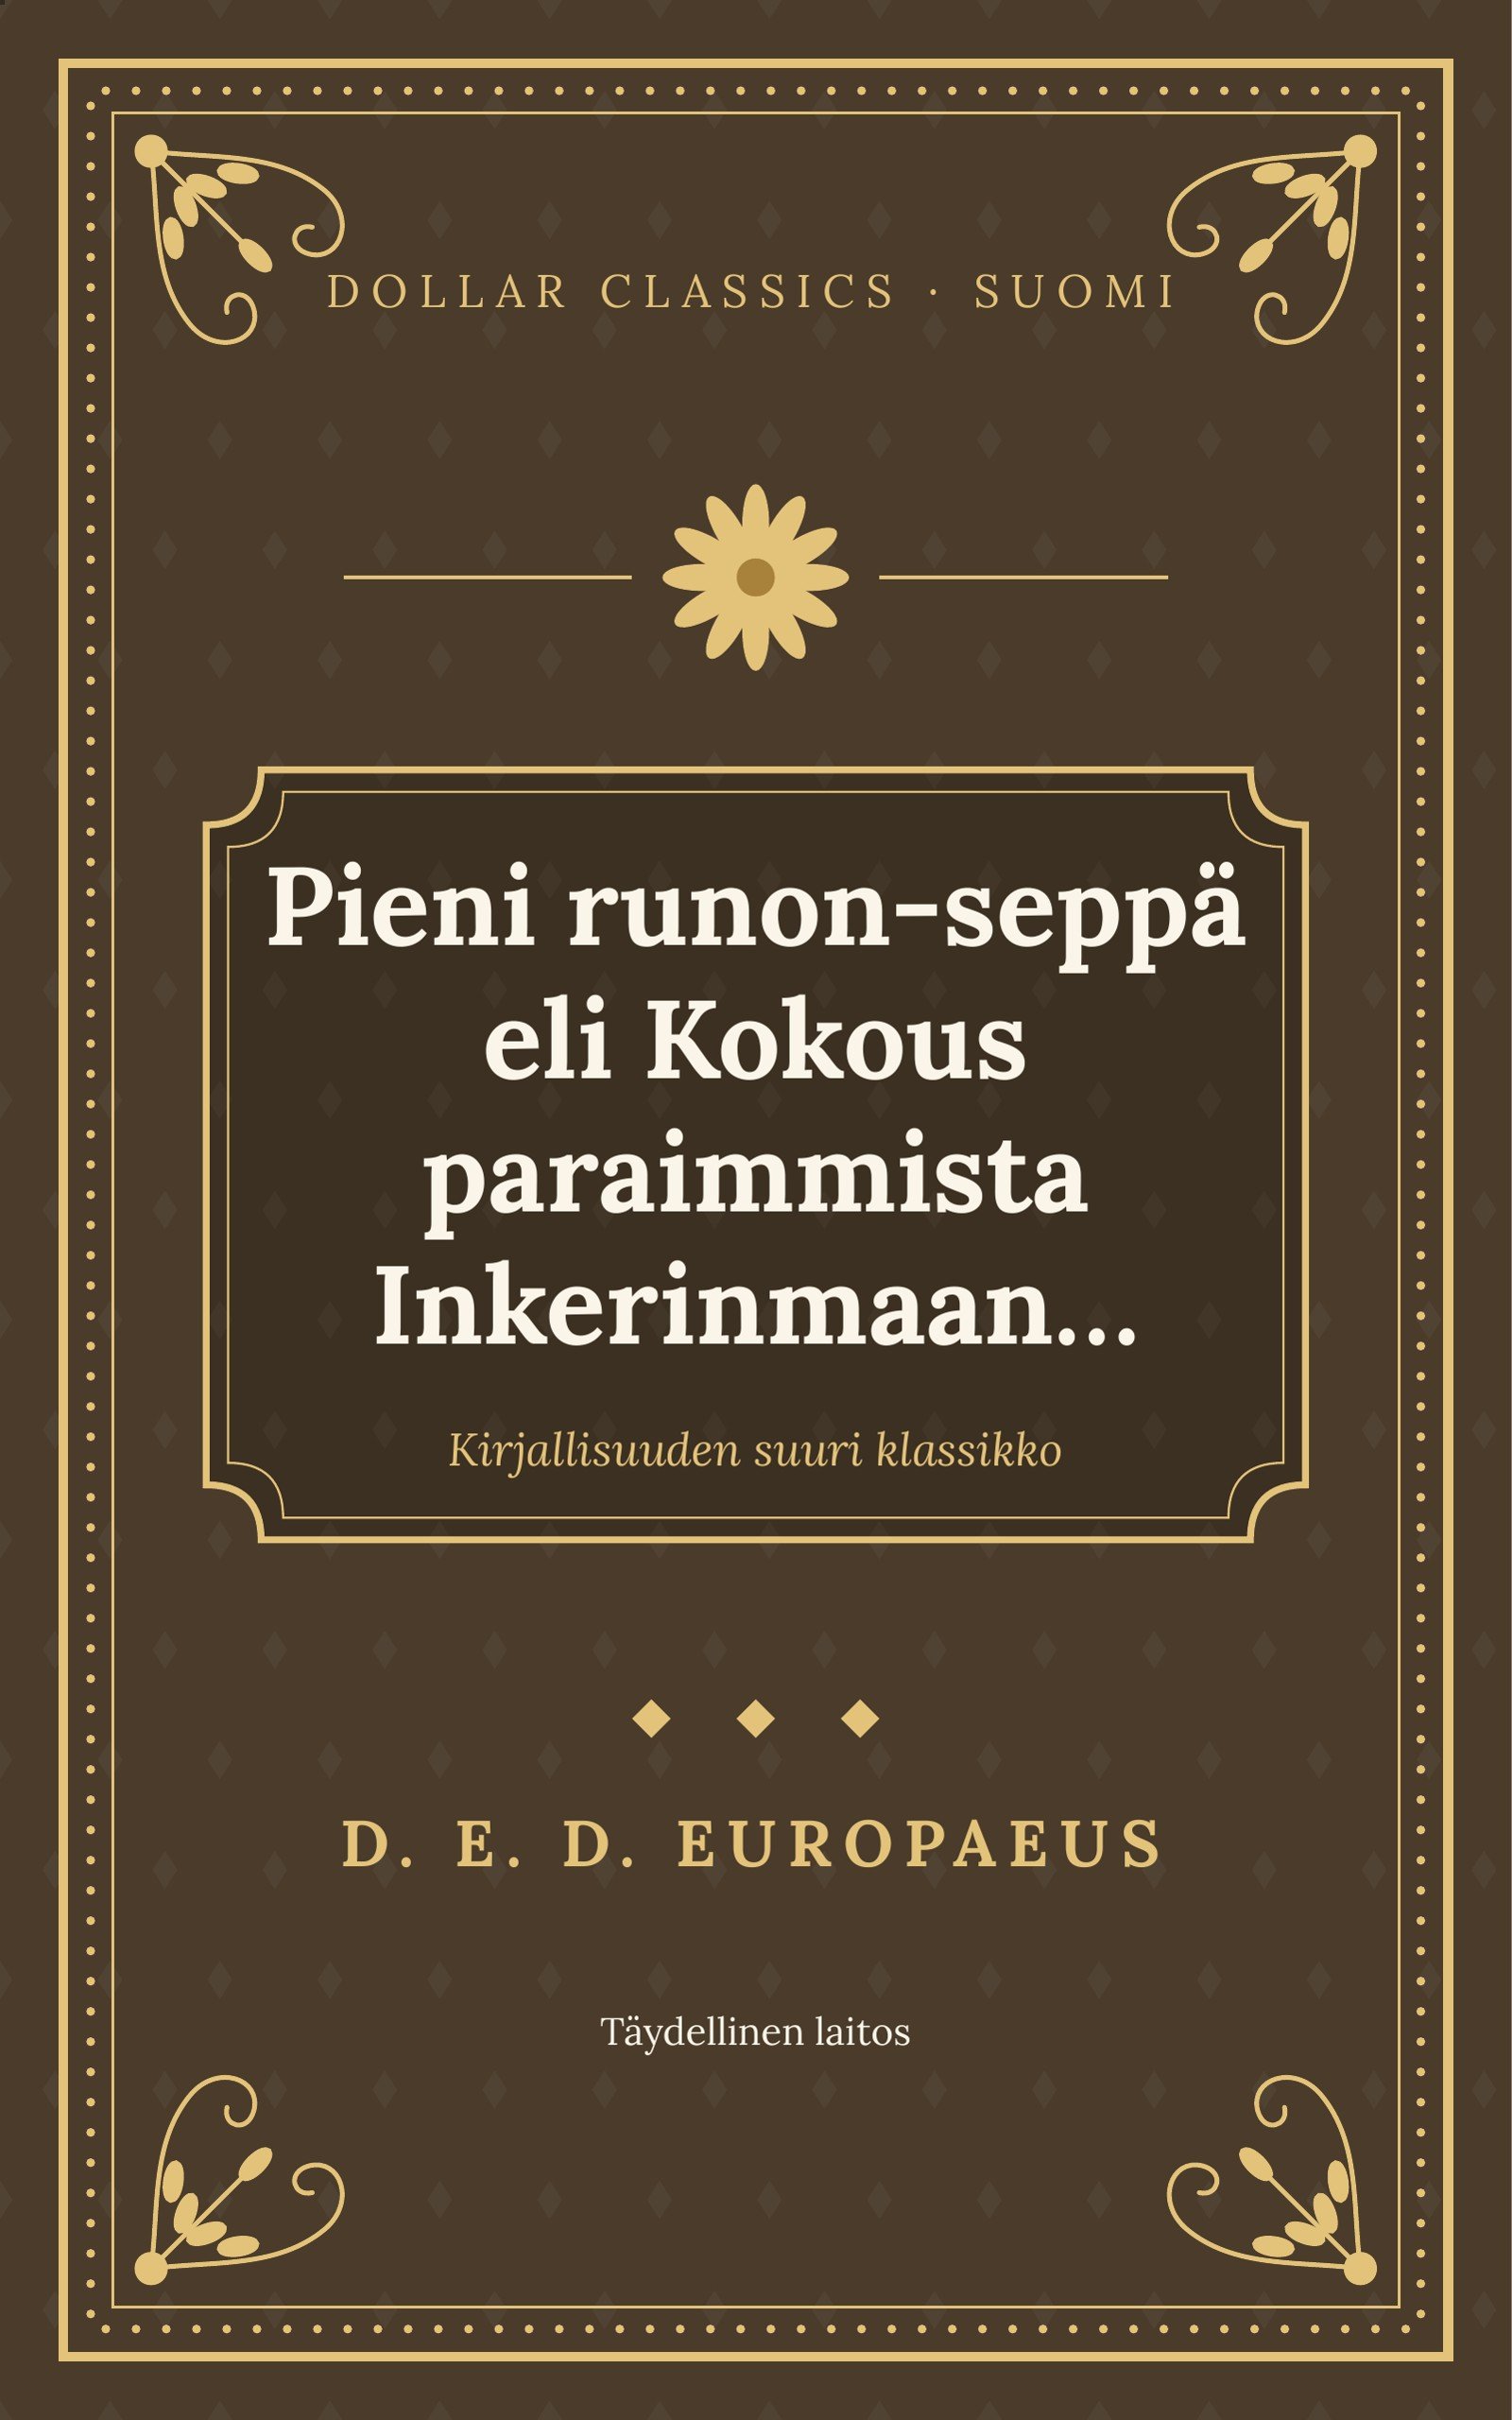 DOLLAR CLASSICS · SUOMI
Pieni runon-seppä
eli Kokous
paraimmista
Inkerinmaan...
Kirjallisuuden suuri klassikko
D. E. D. EUROPAEUS
Täydellinen laitos